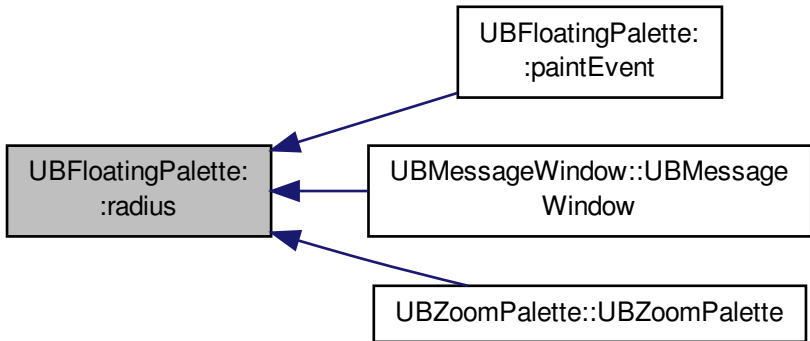 UBFloatingPalette:
:paintEvent
UBFloatingPalette:
:radius
UBMessageWindow::UBMessage
Window
UBZoomPalette::UBZoomPalette